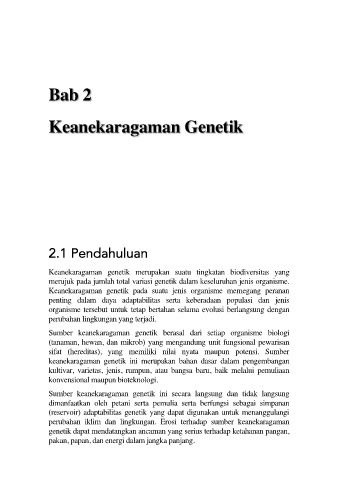 Bab 2
Keanekaragaman Genetik
2.1 Pendahuluan
Keanekaragaman genetik merupakan suatu tingkatan biodiversitas yang
merujuk pada jumlah total variasi genetik dalam keseluruhan jenis organisme.
Keanekaragaman genetik pada suatu jenis organisme memegang peranan
penting dalam daya adaptabilitas serta keberadaan populasi dan jenis
organisme tersebut untuk tetap bertahan selama evolusi berlangsung dengan
perubahan lingkungan yang terjadi.
Sumber keanekaragaman genetik berasal dari setiap organisme biologi
(tanaman, hewan, dan mikrob) yang mengandung unit fungsional pewarisan
sifat (hereditas), yang memiliki nilai nyata maupun potensi. Sumber
keanekaragaman genetik ini merupakan bahan dasar dalam pengembangan
kultivar, varietas, jenis, rumpun, atau bangsa baru, baik melalui pemuliaan
konvensional maupun bioteknologi.
Sumber keanekaragaman genetik ini secara langsung dan tidak langsung
dimanfaatkan oleh petani serta pemulia serta berfungsi sebagai simpanan
(reservoir) adaptabilitas genetik yang dapat digunakan untuk menanggulangi
perubahan iklim dan lingkungan. Erosi terhadap sumber keanekaragaman
genetik dapat mendatangkan ancaman yang serius terhadap ketahanan pangan,
pakan, papan, dan energi dalam jangka panjang.